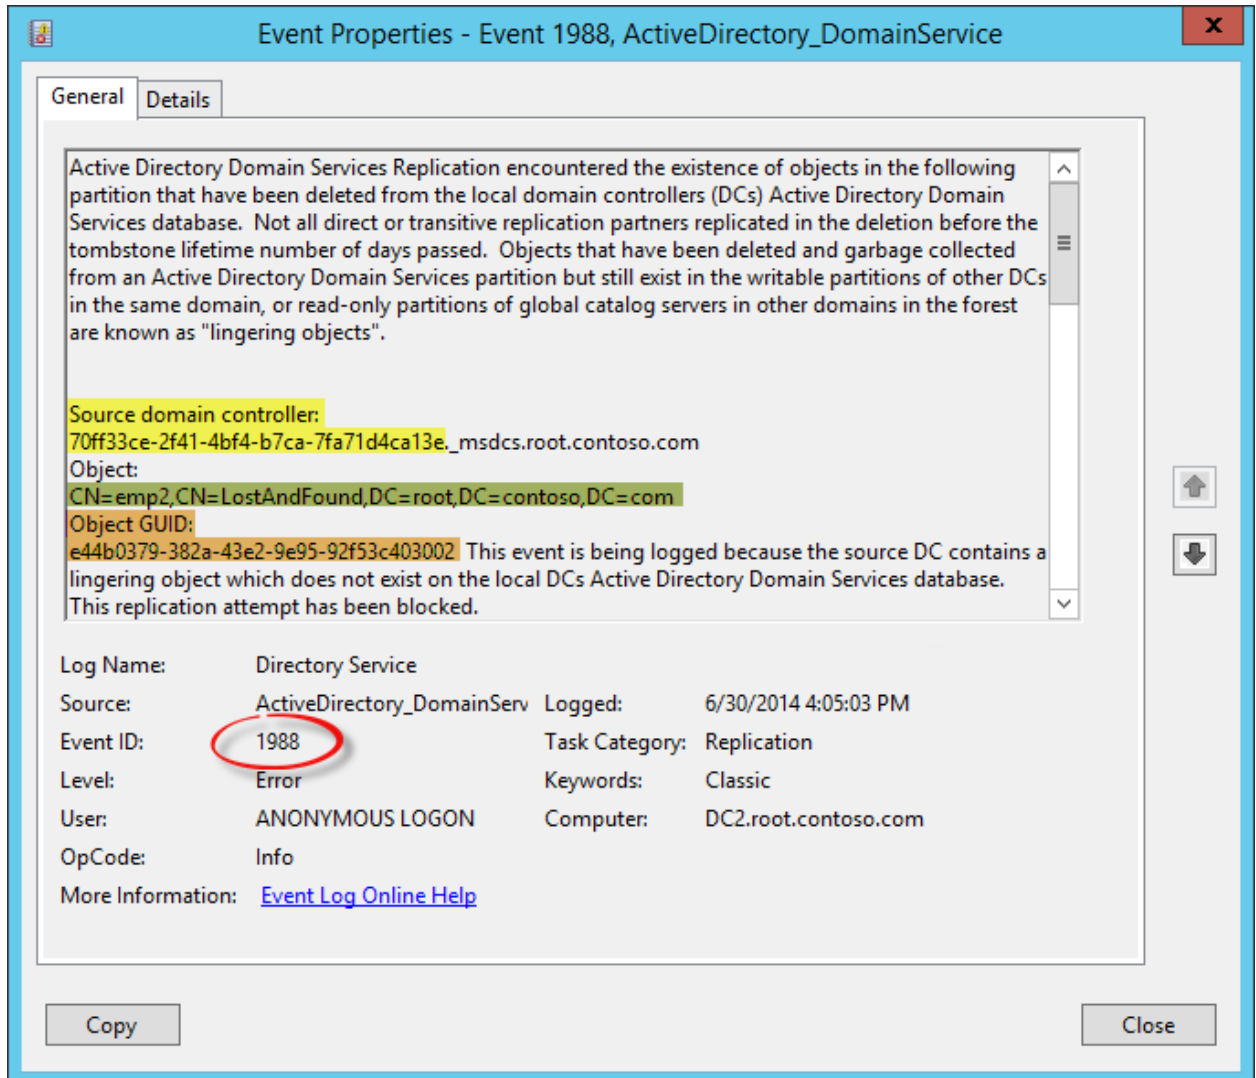 Event Properties - Event 1988, ActiveDirectory_DomainService
x
General Details
Active Directory Domain Services Replication encountered the existence of objects in the following
partition that have been deleted from the local domain controllers (DCs) Active Directory Domain
Services database.  Not all direct or transitive replication partners replicated in the deletion before the
tombstone lifetime number of days passed.  Objects that have been deleted and garbage collected
from an Active Directory Domain Services partition but still exist in the writable partitions of other DCs
in the same domain, or read-only partitions of global catalog servers in other domains in the forest
are known as "lingering objects".
Source domain controller:
70ff33ce-2f41-4bf4-b7ca-7fa71d4ca13e._msdcs.root.contoso.com
Object:
CN=emp2,CN=LostAndFound,DC=root,DC=contoso,DC=com
Object GUID:
e44b0379-382a-43e2-9e95-92f53c403002 This event is being logged because the source DC contains a
lingering object which does not exist on the local DCs Active Directory Domain Services database.
This replication attempt has been blocked.
Log Name: Directory Service
Source: ActiveDirectory_DomainServ Logged: 6/30/2014 4:05:03 PM
Event ID: 1988 Task Category: Replication
Level: Error Keywords: Classic
User: ANONYMOUS LOGON Computer: DC2.root.contoso.com
OpCode: Info
More Information: Event Log Online Help
Copy Close